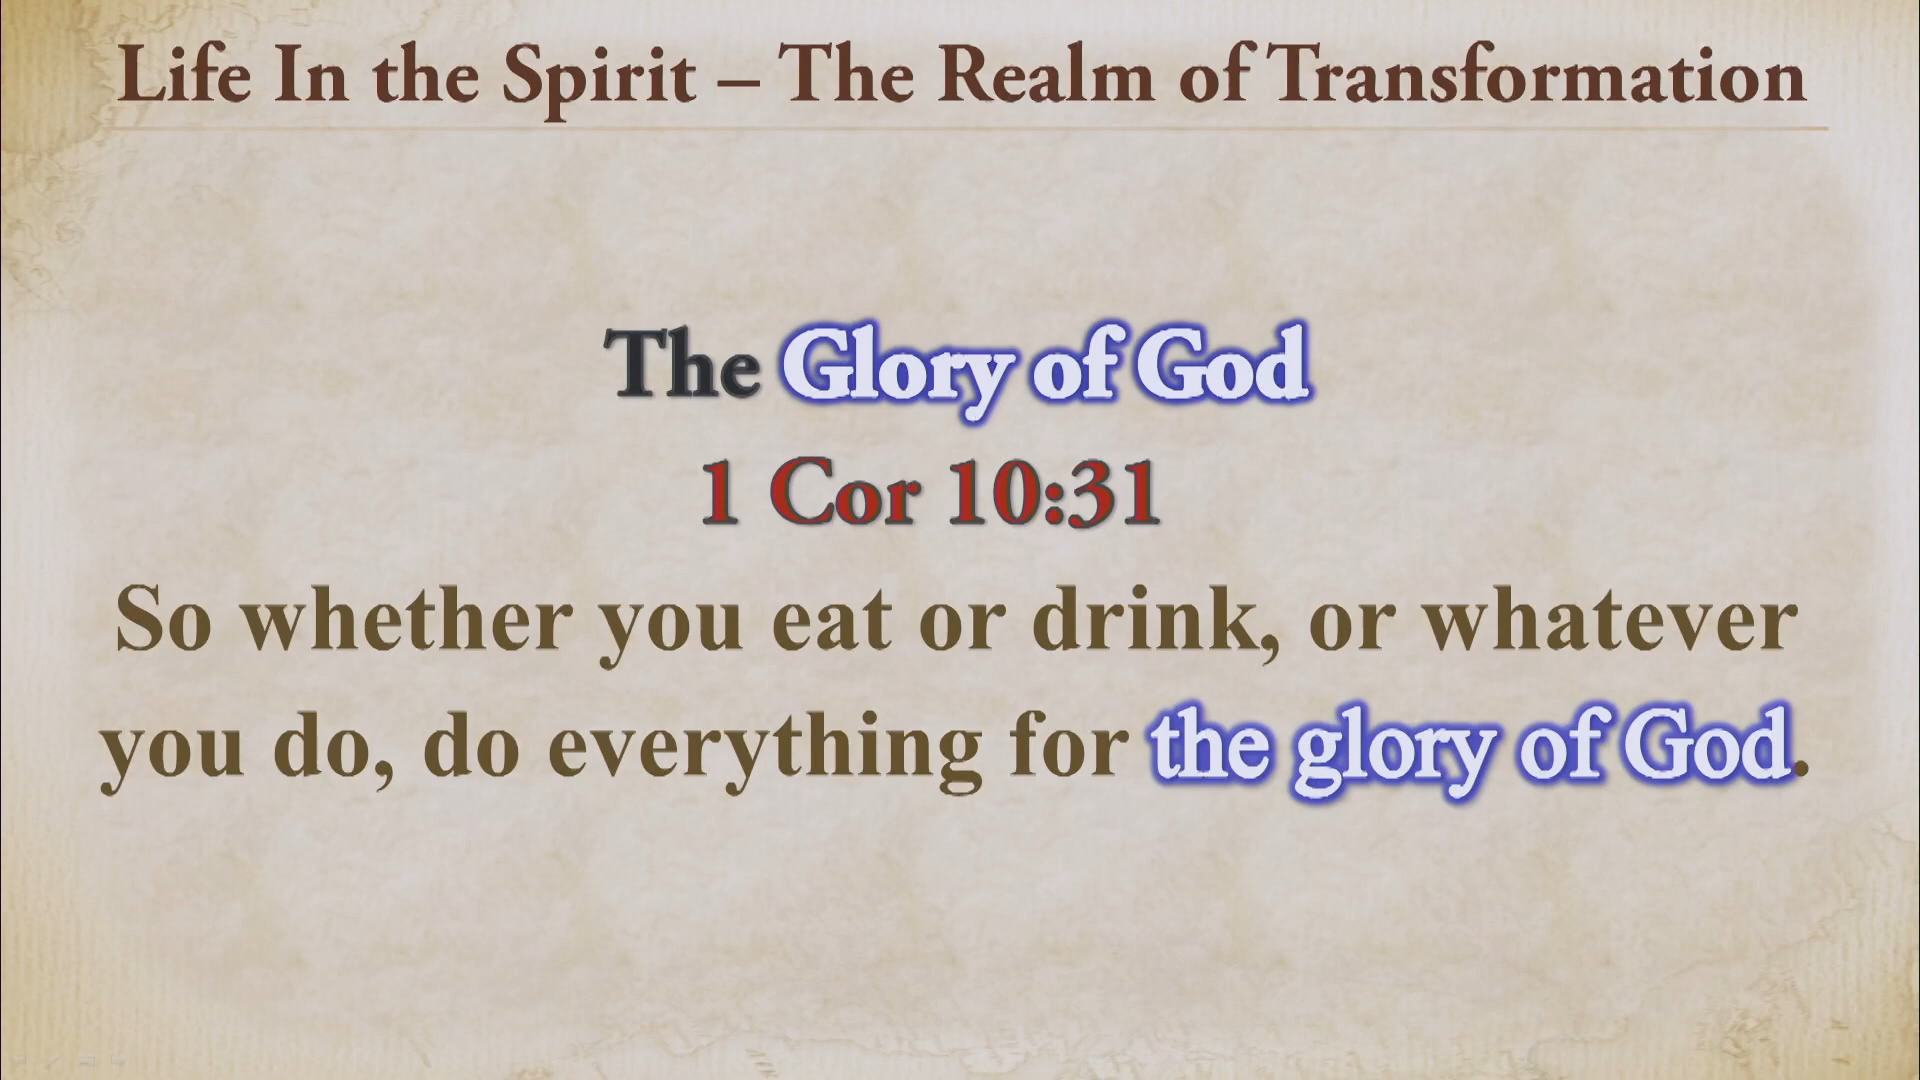 Life In the Spirit – The Realm of Transformation
The Glory of God
1 Cor 10:31
So whether you eat or drink, or whatever
you do, do everything for the glory of God.